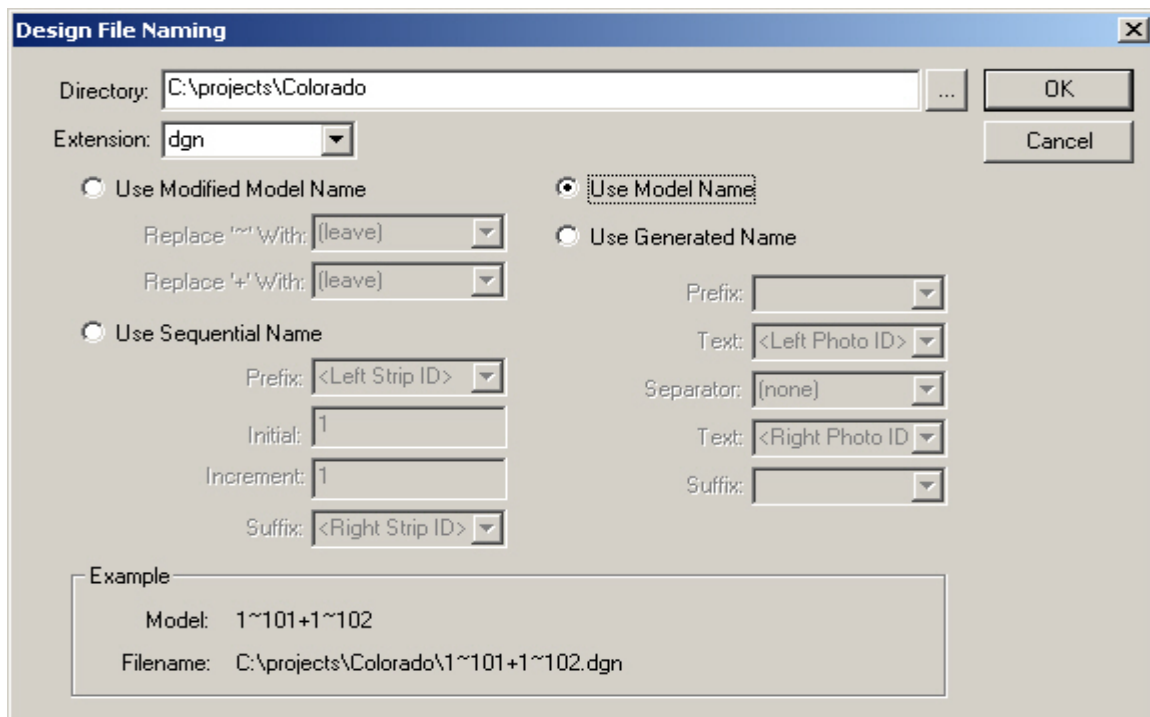 Design File Naming
Directory: C:\projects\Colorado ... OK
Extension: dgn Cancel
Use Modified Model Name
Replace '~' With: (leave)
Replace '+' With: (leave)
Use Sequential Name
Prefix: <Left Strip ID>
Initial: 1
Increment: 1
Suffix: <Right Strip ID>
Use Model Name
Use Generated Name
Prefix:
Text: <Left Photo ID>
Separator: (none)
Text: <Right Photo ID
Suffix:
Example
Model: 1~101+1~102
Filename: C:\projects\Colorado\1~101+1~102.dgn